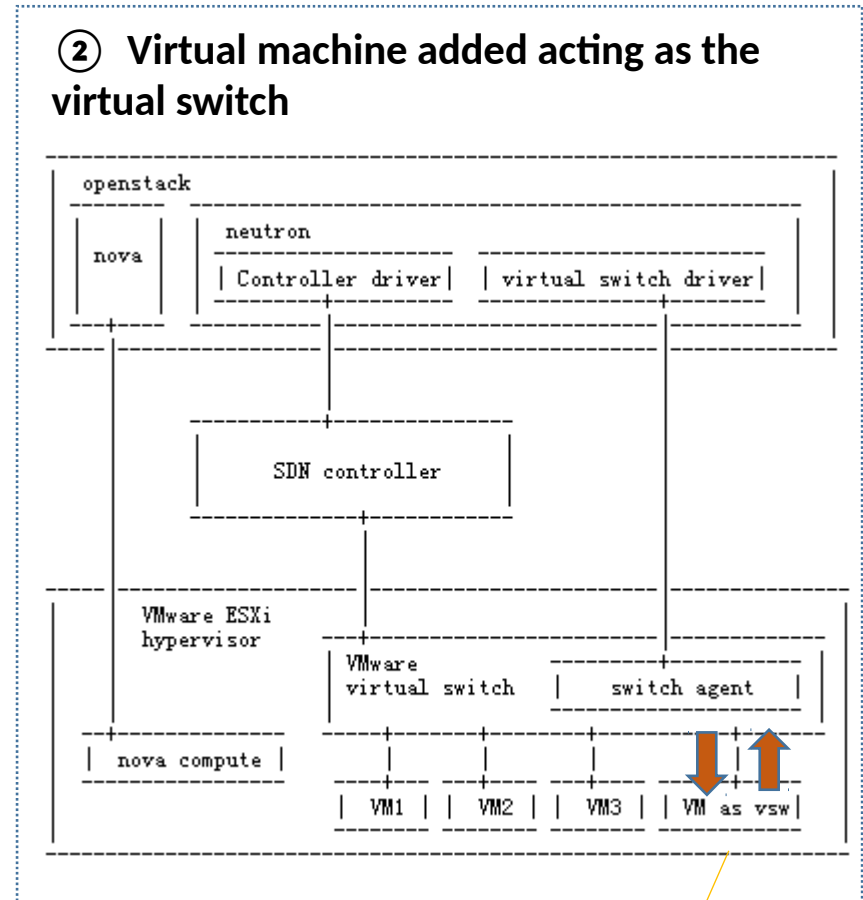 ② Virtual machine added acting as the
virtual switch
openstack
nova
neutron
Controller driver
virtual switch driver
SDN controller
VMware ESXi
hypervisor
VMware
virtual switch
switch agent
nova compute
VM1
VM2
VM3
VM as vsw